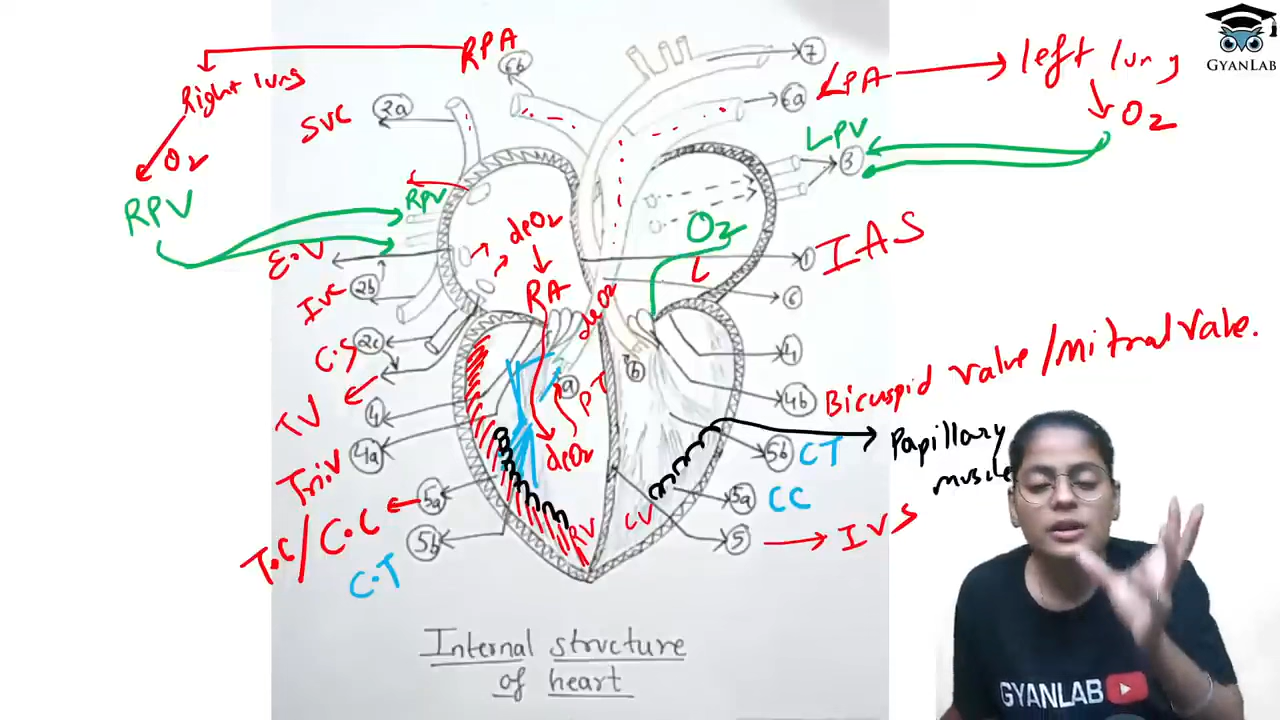 RPA
6b
7
left lung
GYANLAB
Right lung
SVC
2a
6a
LPA
O2
O2
LPV
3
RPV
RPV
deO2
O2
IAS
E.V
1
L
IVC
2b
RA
deO2
6
C.S
2c
4
TV
a
b
PT
4b
Bicuspid valve/Mitral valve.
4
Tri.V
4a
deO2
5b
CT
Papillary
muscle
T.C/C.C
5a
5a
CC
RV
LV
5b
5
IVS
C.T
Internal structure
of heart
GYANLAB